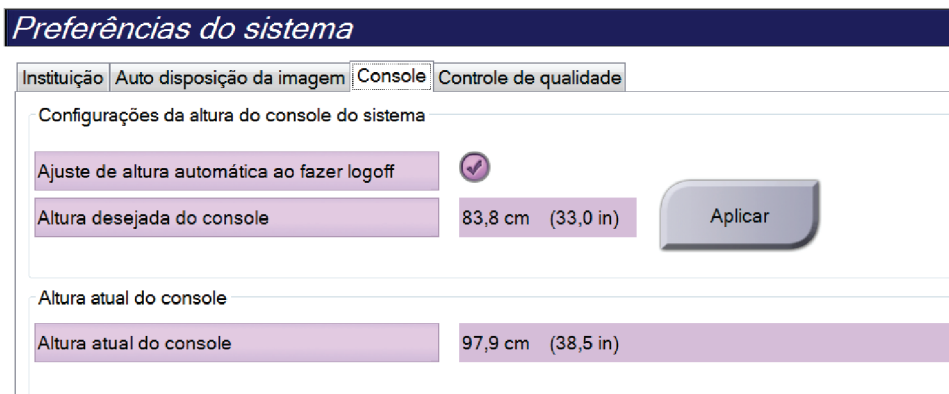 Preferências do sistema
Instituição Auto disposição da imagem Console Controle de qualidade
Configurações da altura do console do sistema
Ajuste de altura automática ao fazer logoff
Altura desejada do console 83,8 cm (33,0 in) Aplicar
Altura atual do console
Altura atual do console 97,9 cm (38,5 in)